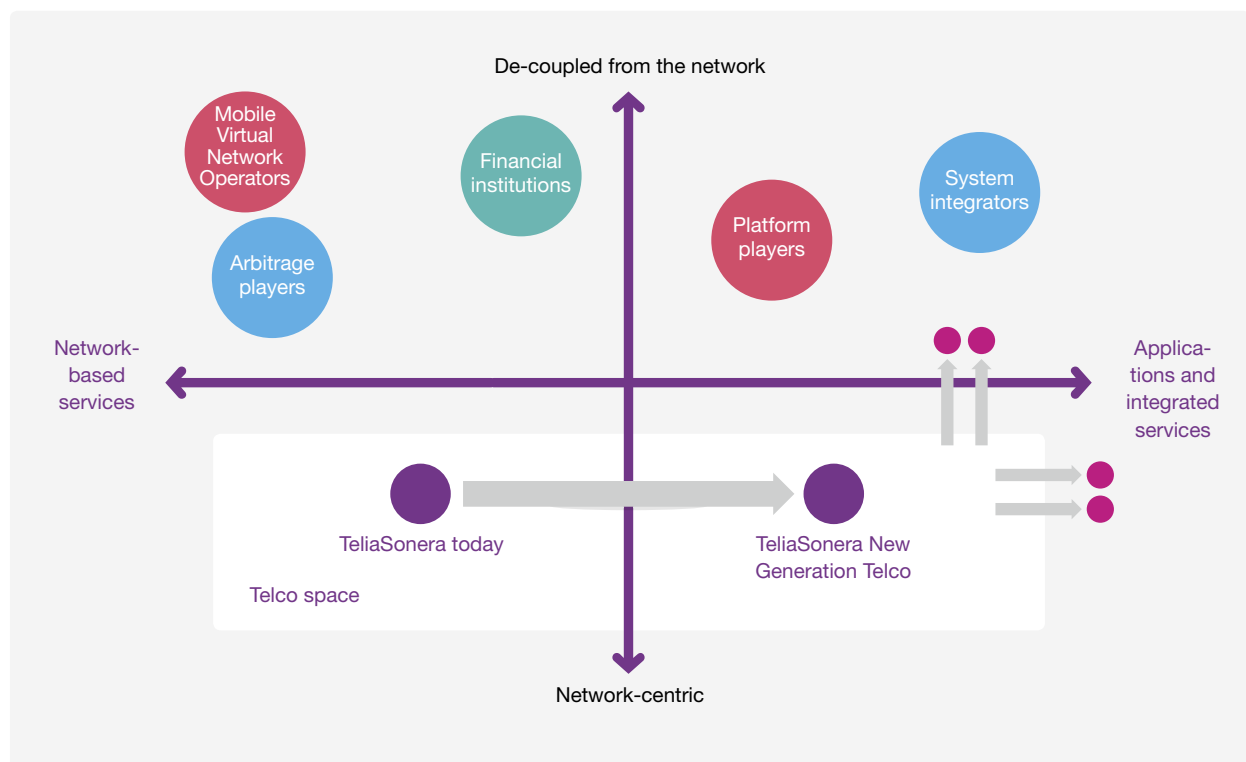 De-coupled from the network
Mobile
Virtual
Network
Operators
Financial
institutions
System
integrators
Platform
players
Arbitrage
players
Network-
based
services
Applica-
tions and
integrated
services
TeliaSonera today
TeliaSonera New
Generation Telco
Telco space
Network-centric